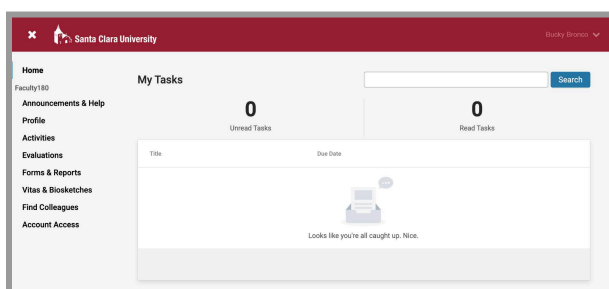 Santa Clara University
Bucky Bronco
Home
Faculty180
Announcements & Help
Profile
Activities
Evaluations
Forms & Reports
Vitas & Biosketches
Find Colleagues
Account Access
My Tasks
Search
0
Unread Tasks
0
Read Tasks
Title Due Date
Looks like you're all caught up. Nice.